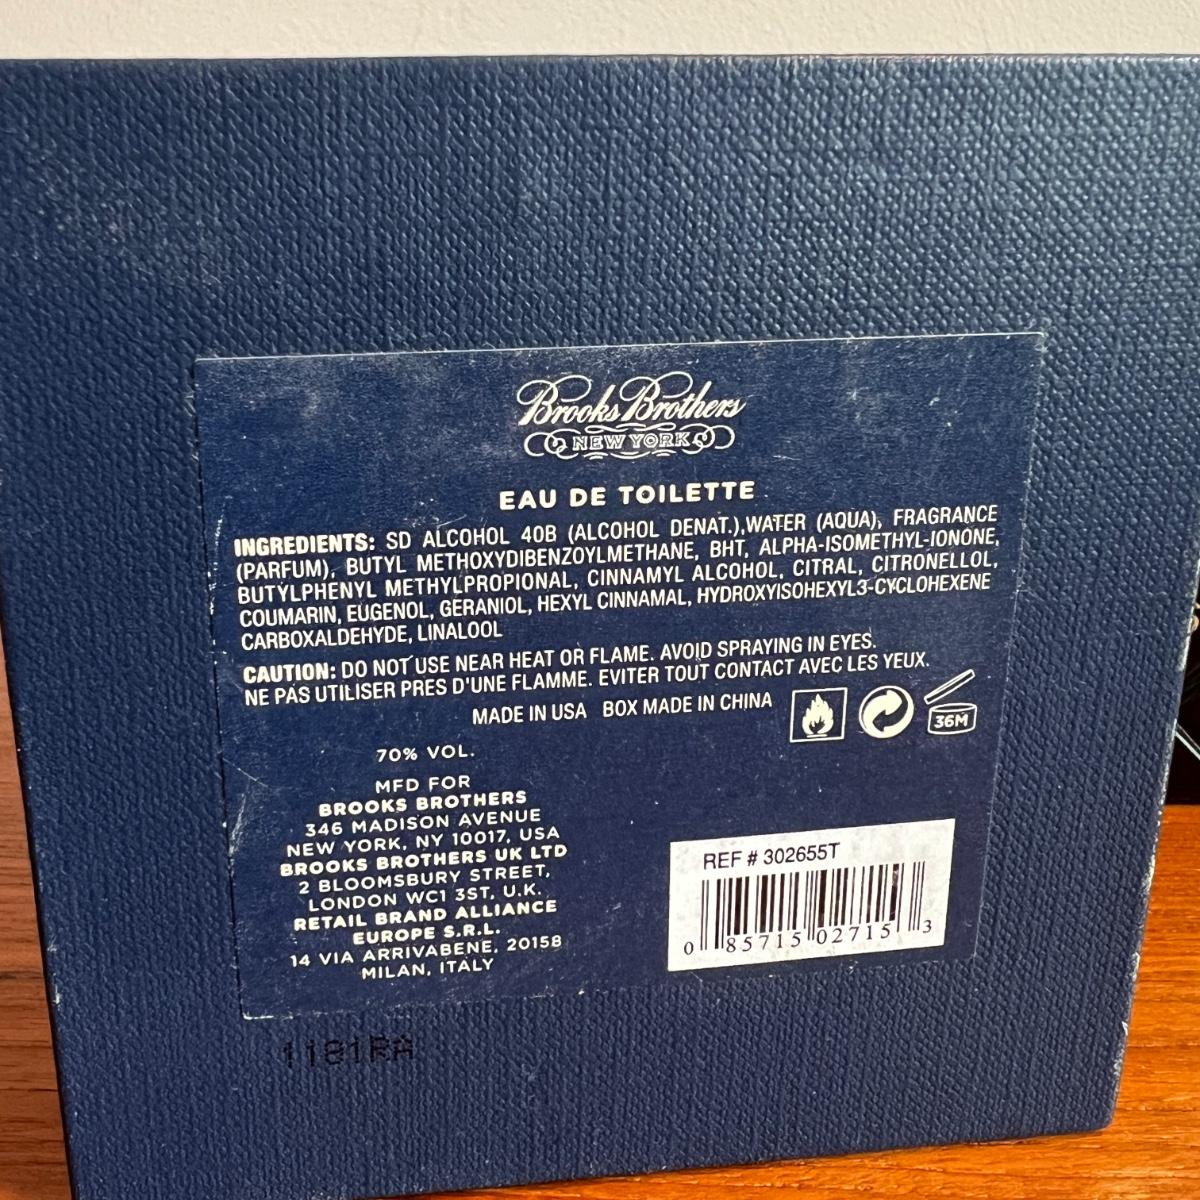 Brooks Brothers
NEW YORK
EAU DE TOILETTE
INGREDIENTS: SD ALCOHOL 40B (ALCOHOL DENAT.),WATER (AQUA), FRAGRANCE
(PARFUM), BUTYL METHOXYDIBENZOYLMETHANE, BHT, ALPHA-ISOMETHYL-IONONE,
BUTYLPHENYL METHYLPROPIONAL, CINNAMYL ALCOHOL, CITRAL, CITRONELLOL,
COUMARIN, EUGENOL, GERANIOL, HEXYL CINNAMAL, HYDROXYISOHEXYL3-CYCLOHEXENE
CARBOXALDEHYDE, LINALOOL
CAUTION: DO NOT USE NEAR HEAT OR FLAME. AVOID SPRAYING IN EYES.
NE PAS UTILISER PRES D'UNE FLAMME. EVITER TOUT CONTACT AVEC LES YEUX.
MADE IN USA BOX MADE IN CHINA
36M
70% VOL.
MFD FOR
BROOKS BROTHERS
346 MADISON AVENUE
NEW YORK, NY 10017, USA
BROOKS BROTHERS UK LTD
2 BLOOMSBURY STREET,
LONDON WC1 3ST, U.K.
RETAIL BRAND ALLIANCE
EUROPE S.R.L.
14 VIA ARRIVABENE, 20158
MILAN, ITALY
REF # 302655T
0 85715 02715 3
1181RA